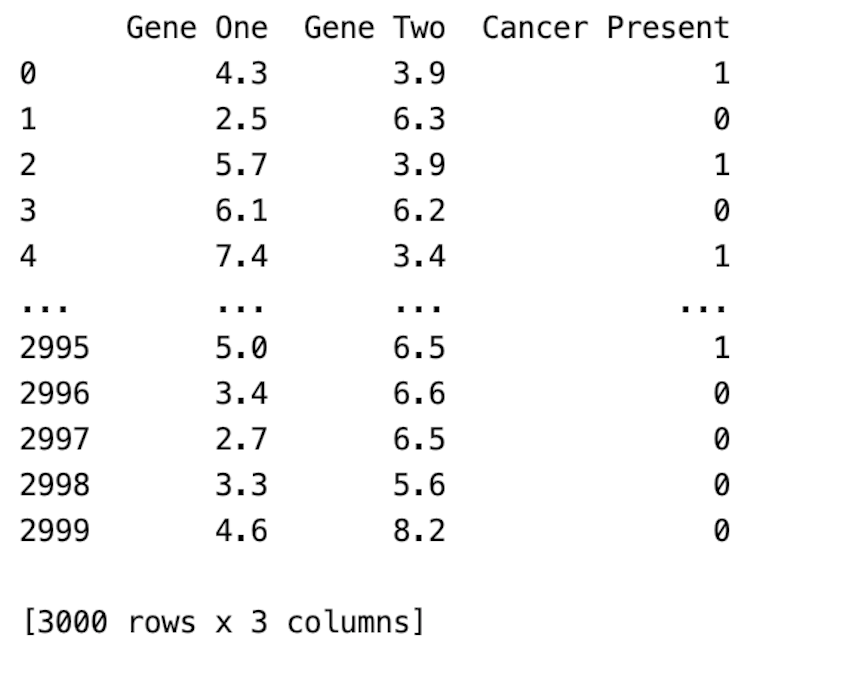 Gene One Gene Two Cancer Present
0 4.3 3.9 1
1 2.5 6.3 0
2 5.7 3.9 1
3 6.1 6.2 0
4 7.4 3.4 1
... ... ... ...
2995 5.0 6.5 1
2996 3.4 6.6 0
2997 2.7 6.5 0
2998 3.3 5.6 0
2999 4.6 8.2 0
[3000 rows x 3 columns]